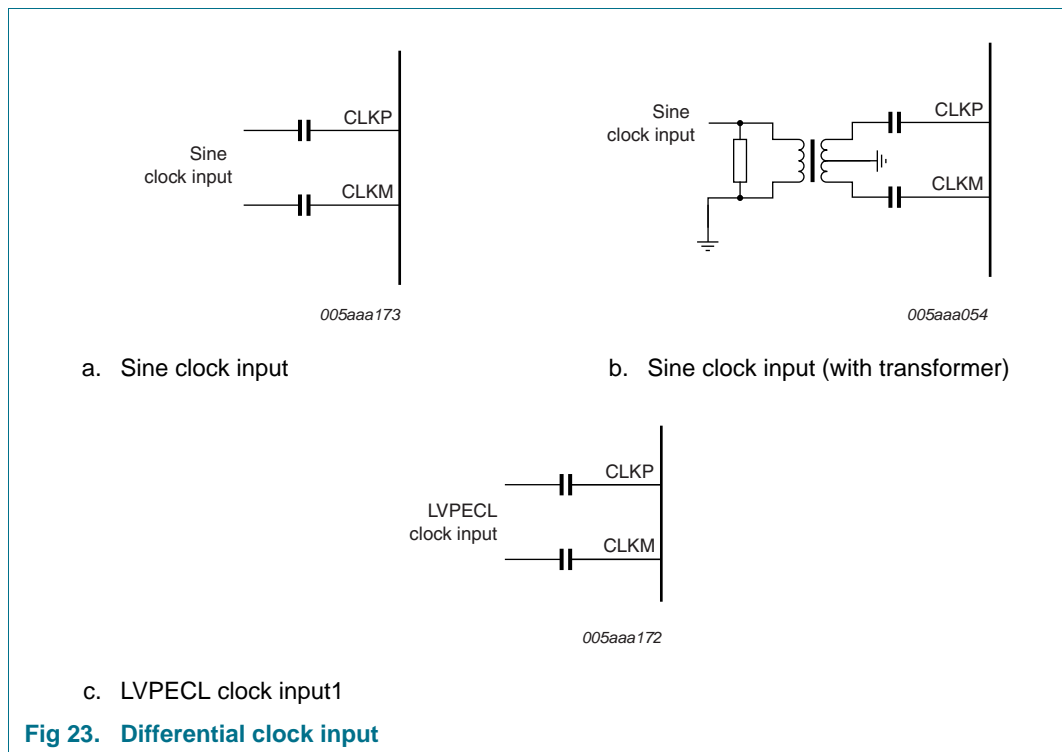 CLKP
Sine
clock input
CLKM
005aaa173
a. Sine clock input
Sine
clock input
CLKP
CLKM
005aaa054
b. Sine clock input (with transformer)
CLKP
LVPECL
clock input
CLKM
005aaa172
c. LVPECL clock input1
Fig 23. Differential clock input